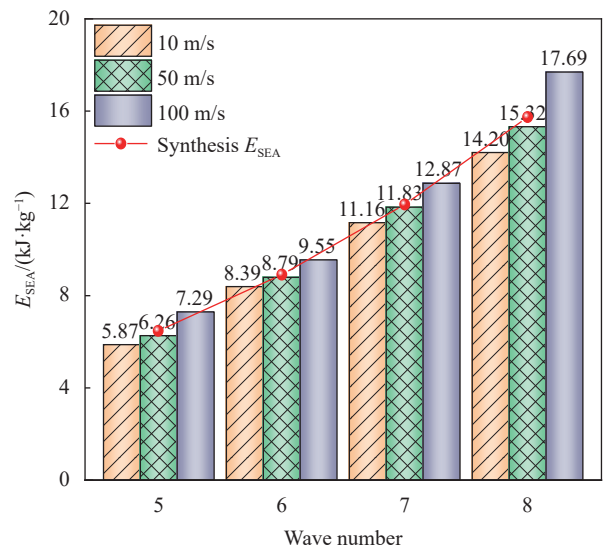 20
16
12
8
4
0
E_SEA/(kJ·kg⁻¹)
10 m/s
50 m/s
100 m/s
Synthesis E_SEA
5.87
6.26
7.29
8.39
8.79
9.55
11.16
11.83
12.87
14.20
15.32
17.69
5 6 7 8
Wave number